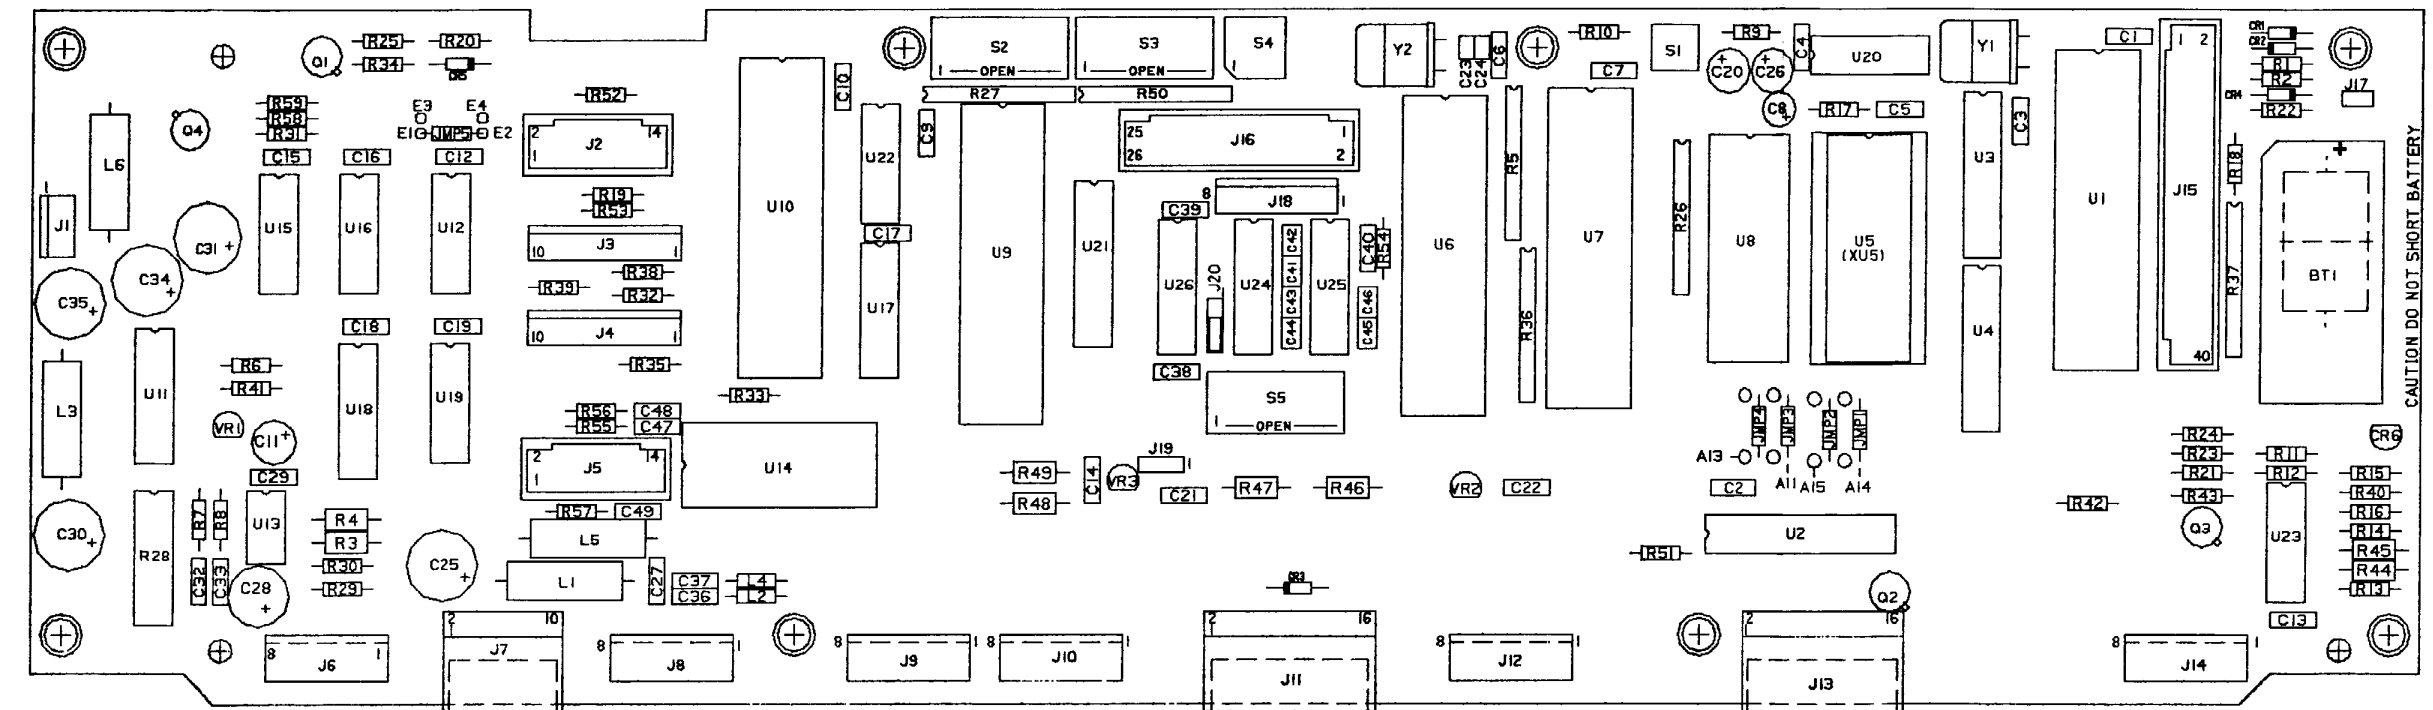 R25
R20
Q1
R34
CR5
S2
1 OPEN
S3
1 OPEN
S4
1
Y2
C23
C24
C6
R10
C7
S1
R9
C20 +
C26 +
C4
U20
Y1
C1
1 2
CR1
CR2
R1
R2
CR4
R22
J17
C8 +
R17
C5
C3
R59
R58
R31
Q4
E3 E4
E1 JMP5 E2
R52
C10
R27
R50
C9
L6
C15
C16
C12
2 14
J2
1
U22
25 1
J16
26 2
R5
U3
R18
+
J1
1
C31 +
U15
U16
U12
R19
R53
U10
C17
U9
U21
8 J18 1
C39
C42
C40
R54
U6
U7
R26
U8
U5
(XU5)
U1
J15
40
R37
BT1
CAUTION DO NOT SHORT BATTERY
J3
10 1
R38
R39
R32
C34 +
C35 +
C18
C19
J4
10 1
U17
U26
J20
U24
C41
C43
C44
U25
C46
C45
R36
U4
R35
R33
C38
S5
1 OPEN
L3
U11
R6
R41
VR1
C11 +
U18
U19
R56
R55
C48
C47
C29
2 14
J5
1
U14
J19
1
R49
R48
C14
VR3
C21
R47
R46
VR2
C22
JMP4
JMP3
JMP2
JMP1
A13
A11
A15
A14
C2
U2
R51
R42
R24
R23
R21
R43
Q3
CR6
R11
R12
R15
R40
R16
R14
R45
R44
R13
U23
C13
C30 +
R28
R7
R8
U13
R4
R3
R30
R29
C32
C33
C28 +
C25 +
R57
C49
L5
L1
C27
C37
C36
L4
L2
CR3
Q2
8 J6 1
2 10
J7
8 J8 1
8 J9 1
8 J10 1
2 16
J11
8 J12 1
2 16
J13
8 J14 1